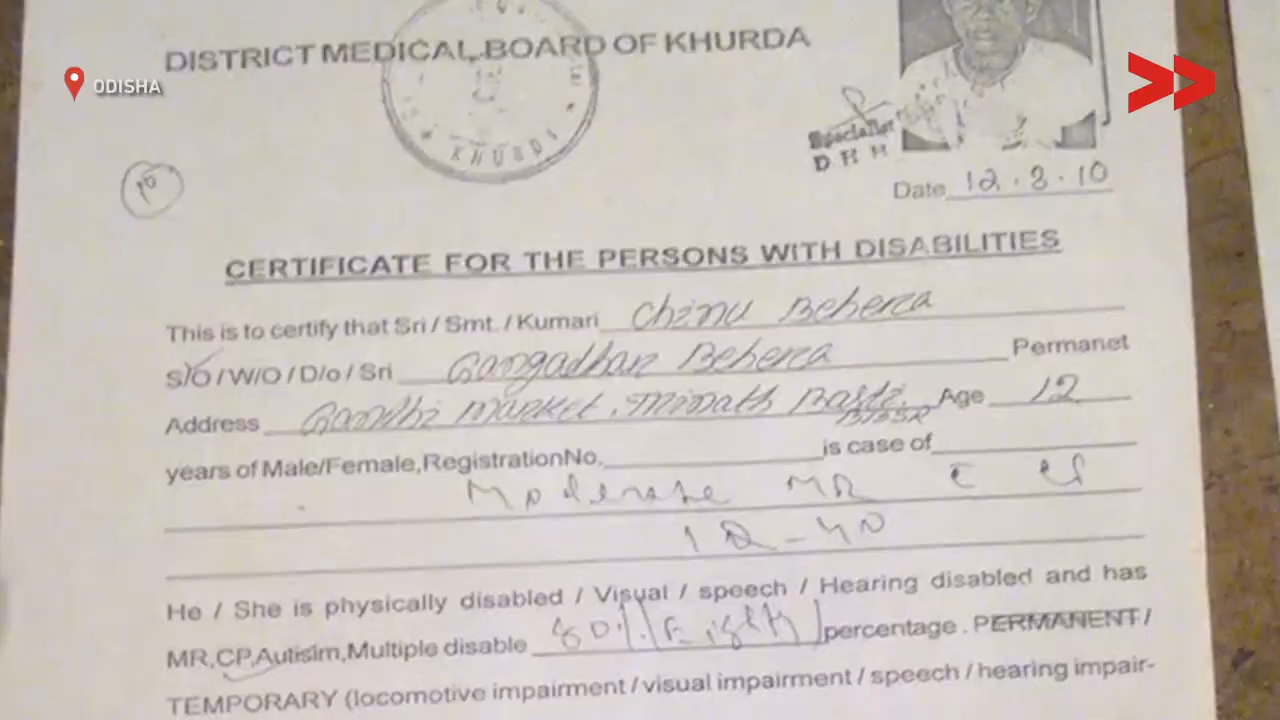 DISTRICT MEDICAL BOARD OF KHURDA
ODISHA
KHURDA
Specialist
D H H
Date 12.8.10
CERTIFICATE FOR THE PERSONS WITH DISABILITIES
This is to certify that Sri / Smt. / Kumari Chinu Behera
S/O / W/O / D/o / Sri Gangadhar Behera Permanet
Address Gandhi Market, Basti, BBSR Age 12
years of Male/Female, Registration No. is case of
Moderate MR c
IQ - 40
He / She is physically disabled / Visual / speech / Hearing disabled and has
MR, CP, Autisim, Multiple disable 80% (Eighty) percentage . PERMANENT /
TEMPORARY (locomotive impairment / visual impairment / speech / hearing impair-